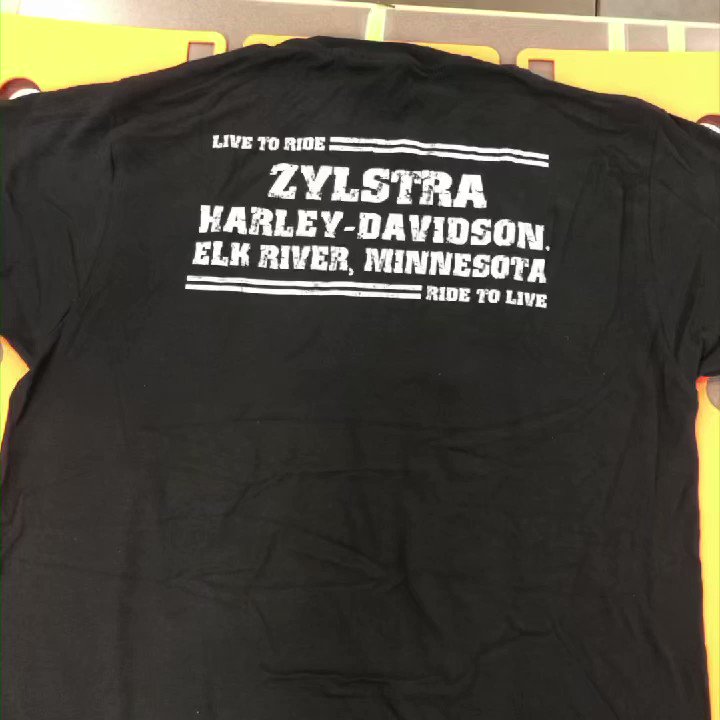 LIVE TO RIDE
ZYLSTRA
HARLEY-DAVIDSON.
ELK RIVER, MINNESOTA
RIDE TO LIVE